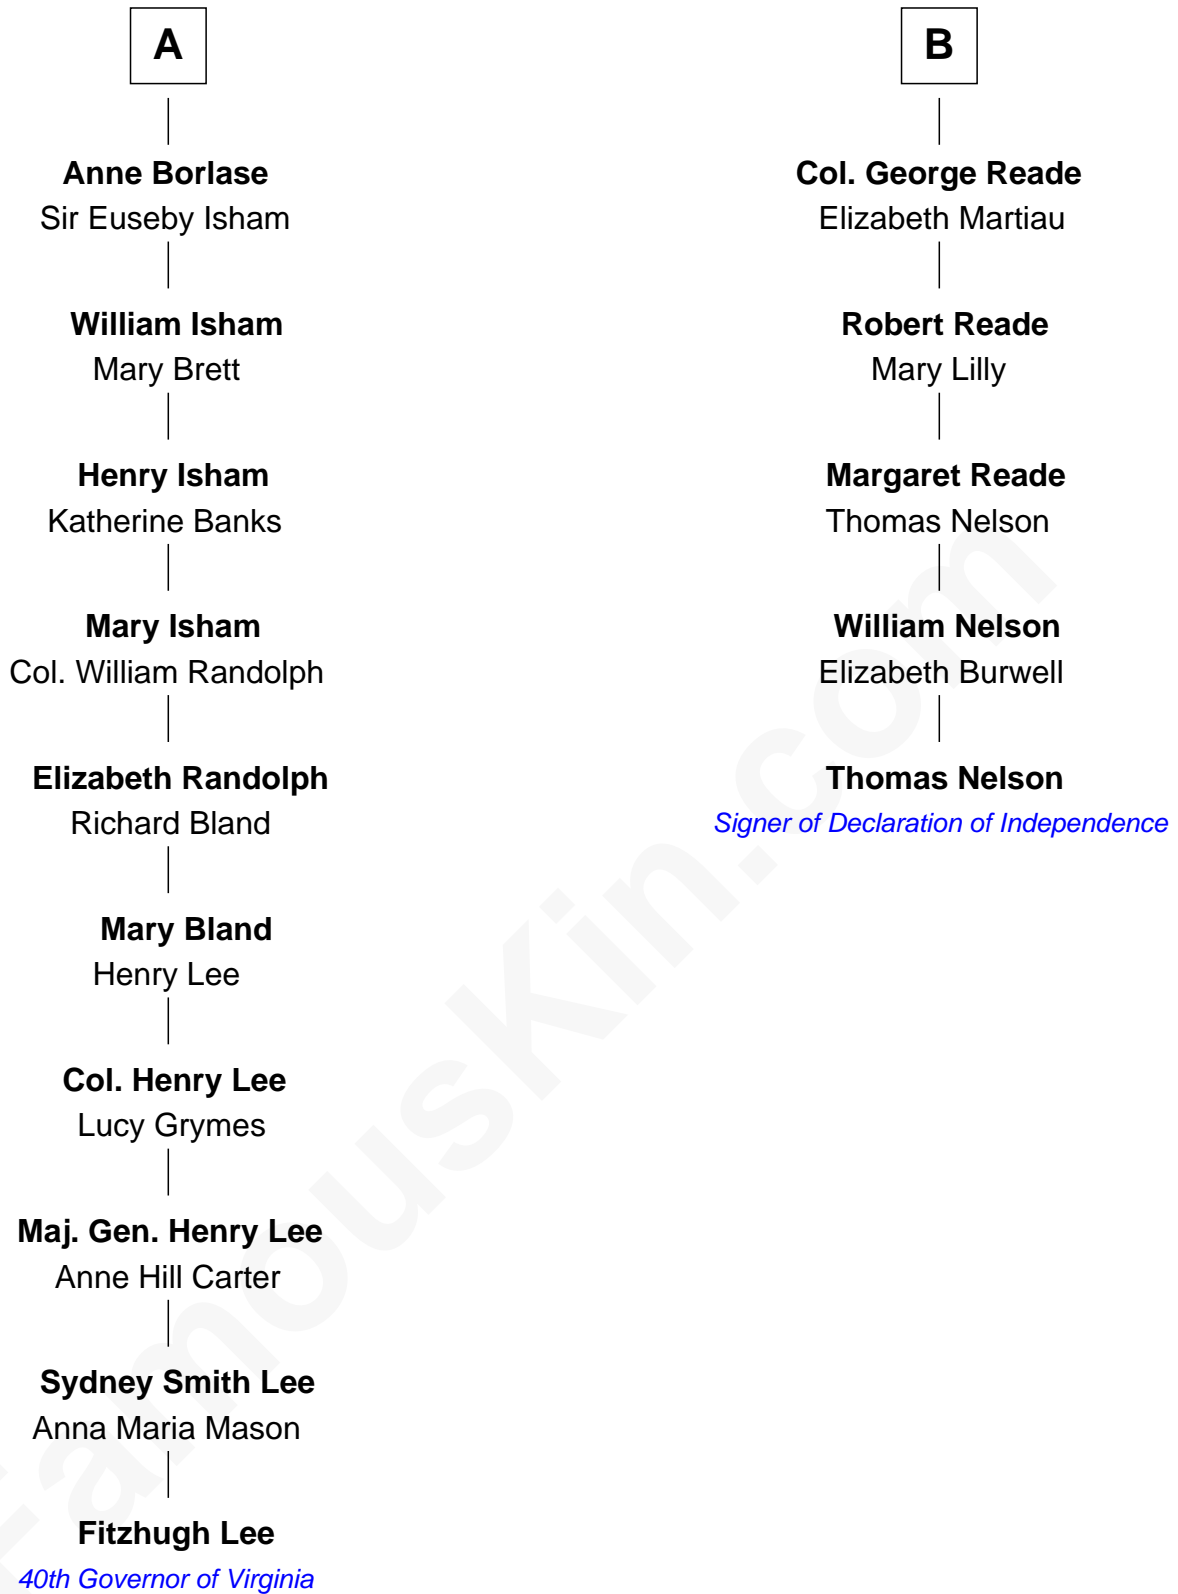 A
Anne Borlase
Sir Euseby Isham
William Isham
Mary Brett
Henry Isham
Katherine Banks
Mary Isham
Col. William Randolph
Elizabeth Randolph
Richard Bland
Mary Bland
Henry Lee
Col. Henry Lee
Lucy Grymes
Maj. Gen. Henry Lee
Anne Hill Carter
Sydney Smith Lee
Anna Maria Mason
Fitzhugh Lee
40th Governor of Virginia
B
Col. George Reade
Elizabeth Martiau
Robert Reade
Mary Lilly
Margaret Reade
Thomas Nelson
William Nelson
Elizabeth Burwell
Thomas Nelson
Signer of Declaration of Independence
FamousKin.com